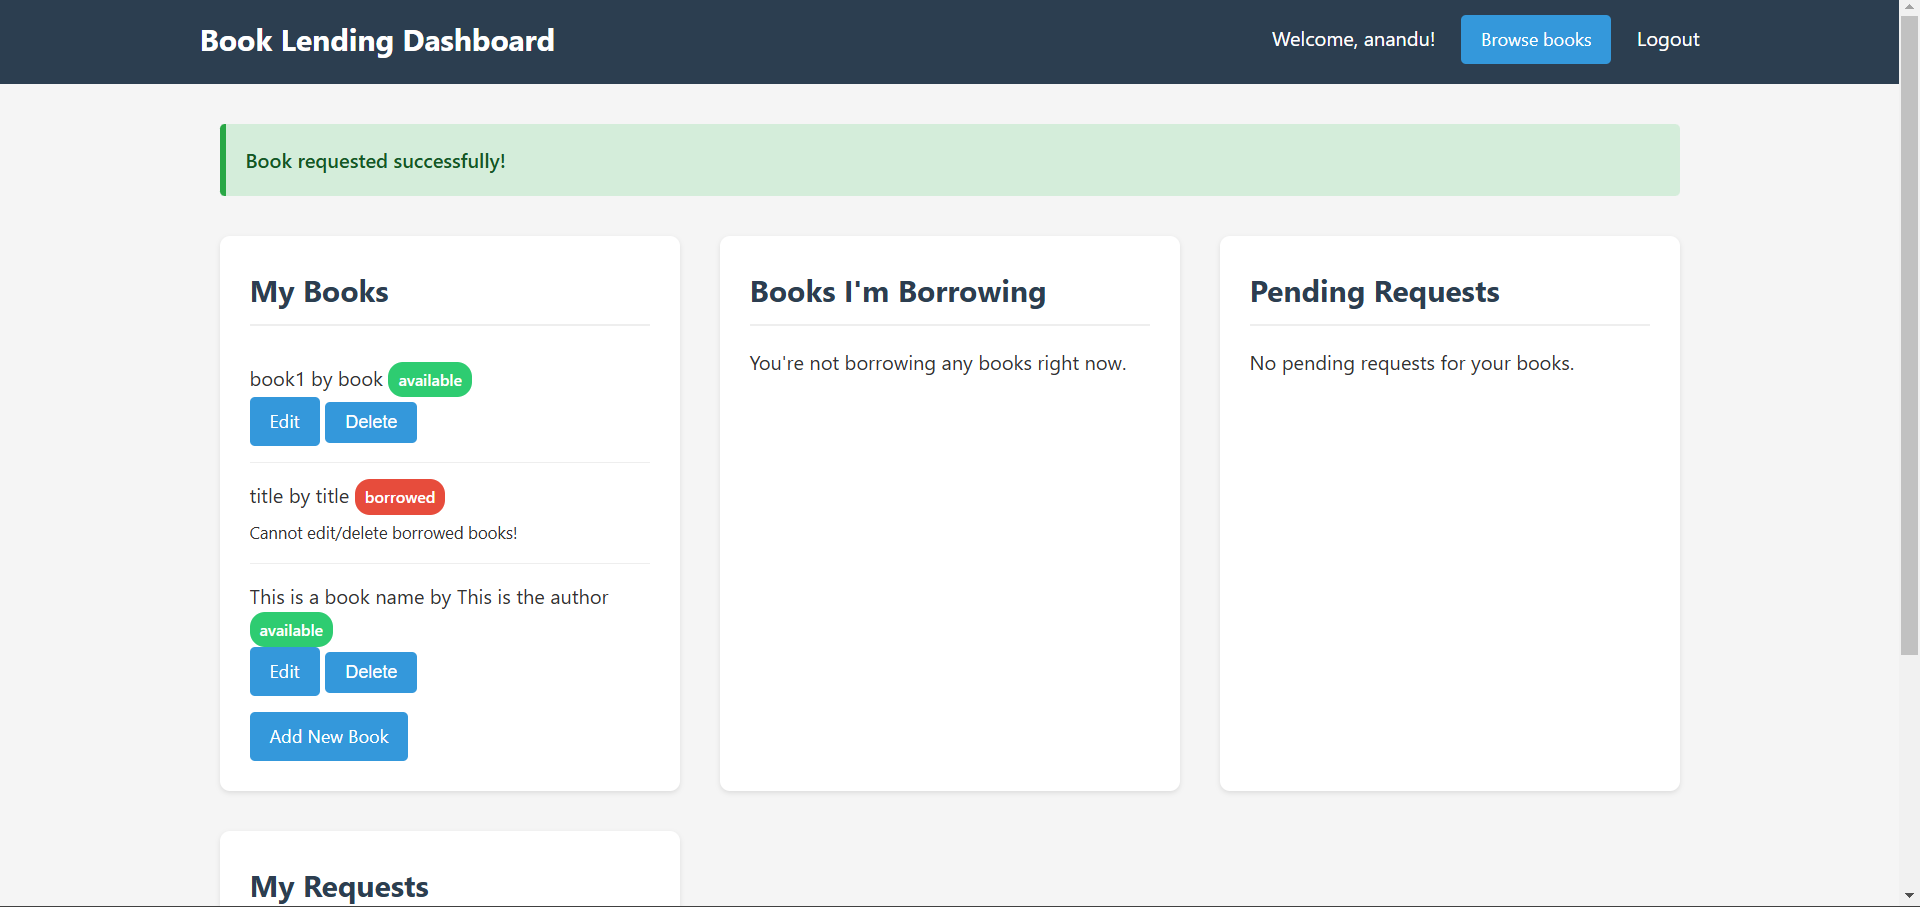 Book Lending Dashboard
Welcome, anandu!
Browse books
Logout
Book requested successfully!
My Books
book1 by book available
Edit Delete
title by title borrowed
Cannot edit/delete borrowed books!
This is a book name by This is the author
available
Edit Delete
Add New Book
Books I'm Borrowing
You're not borrowing any books right now.
Pending Requests
No pending requests for your books.
My Requests